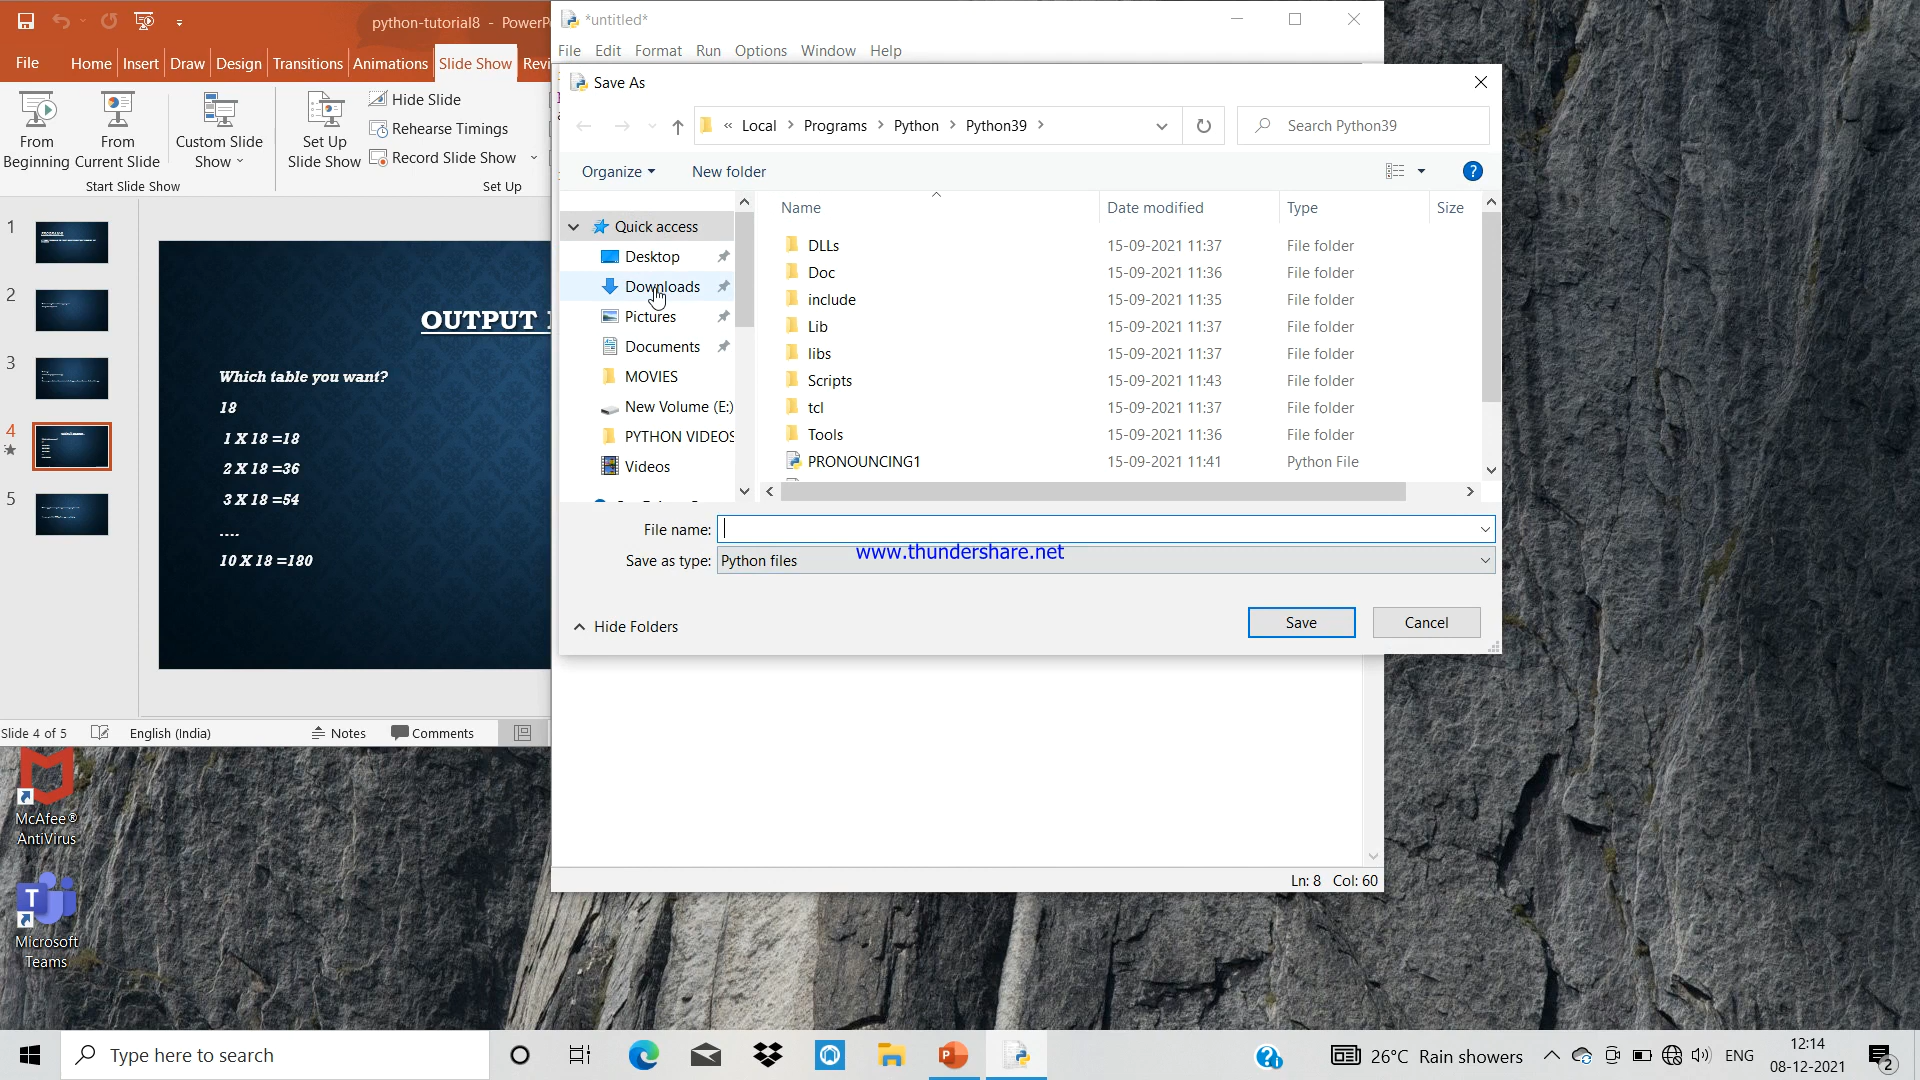 python-tutorial8 - PowerP
File Home Insert Draw Design Transitions Animations Slide Show Revi
From Beginning
From Current Slide
Custom Slide Show
Set Up Slide Show
Hide Slide
Rehearse Timings
Record Slide Show
Start Slide Show
Set Up
1
2
3
4
5
OUTPUT
Which table you want?
18
1 X 18 =18
2 X 18 =36
3 X 18 =54
....
10 X 18 =180
Slide 4 of 5 English (India) Notes Comments
*untitled*
File Edit Format Run Options Window Help
Save As
« Local > Programs > Python > Python39 >
Search Python39
Organize New folder
Quick access
Desktop
Downloads
Pictures
Documents
MOVIES
New Volume (E:)
PYTHON VIDEOS
Videos
Name Date modified Type Size
DLLs 15-09-2021 11:37 File folder
Doc 15-09-2021 11:36 File folder
include 15-09-2021 11:35 File folder
Lib 15-09-2021 11:37 File folder
libs 15-09-2021 11:37 File folder
Scripts 15-09-2021 11:43 File folder
tcl 15-09-2021 11:37 File folder
Tools 15-09-2021 11:36 File folder
PRONOUNCING1 15-09-2021 11:41 Python File
File name:
www.thundershare.net
Save as type: Python files
Hide Folders
Save
Cancel
Ln: 8 Col: 60
McAfee® AntiVirus
Microsoft Teams
Type here to search
26°C Rain showers
ENG
12:14
08-12-2021
2